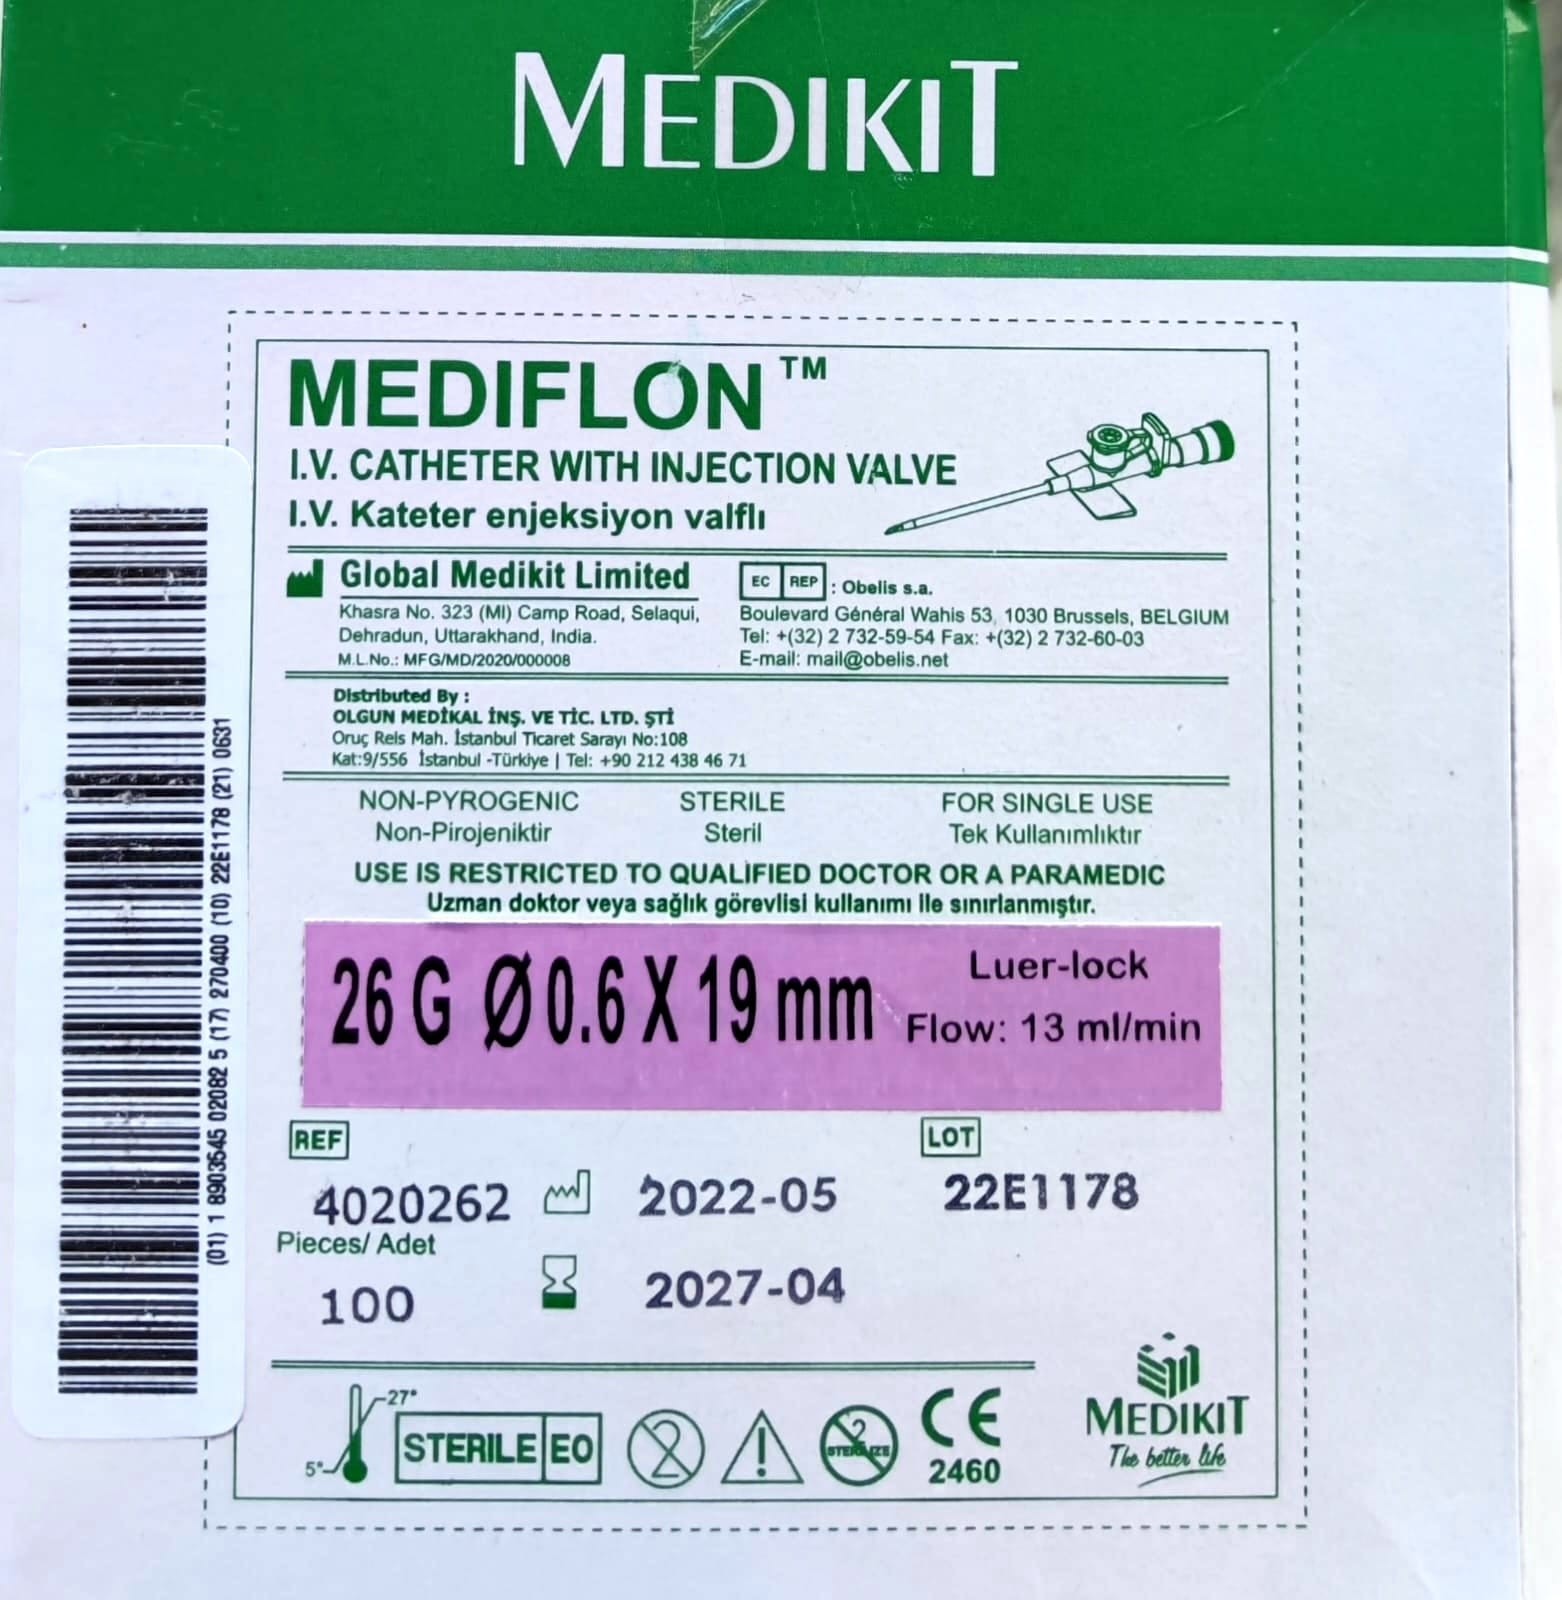 MEDIKIT
MEDIFLON™
I.V. CATHETER WITH INJECTION VALVE
I.V. Kateter enjeksiyon valflı
Global Medikit Limited
Khasra No. 323 (MI) Camp Road, Selaqui,
Dehradun, Uttarakhand, India.
M.L.No.: MFG/MD/2020/000008
EC REP : Obelis s.a.
Boulevard Général Wahis 53, 1030 Brussels, BELGIUM
Tel: +(32) 2 732-59-54 Fax: +(32) 2 732-60-03
E-mail: mail@obelis.net
Distributed By :
OLGUN MEDİKAL İNŞ. VE TİC. LTD. ŞTİ
Oruç Reis Mah. İstanbul Ticaret Sarayı No:108
Kat:9/556 İstanbul -Türkiye | Tel: +90 212 438 46 71
NON-PYROGENIC STERILE FOR SINGLE USE
Non-Pirojeniktir Steril Tek Kullanımlıktır
USE IS RESTRICTED TO QUALIFIED DOCTOR OR A PARAMEDIC
Uzman doktor veya sağlık görevlisi kullanımı ile sınırlanmıştır.
26 G Ø 0.6 X 19 mm
Luer-lock
Flow: 13 ml/min
REF
4020262
2022-05
LOT
22E1178
Pieces/ Adet
100
2027-04
27°
5°
STERILE EO
2
2
STERILIZE
CE
2460
MEDIKIT
The better life
(01) 1 8903545 02082 5 (17) 270400 (10) 22E1178 (21) 0631